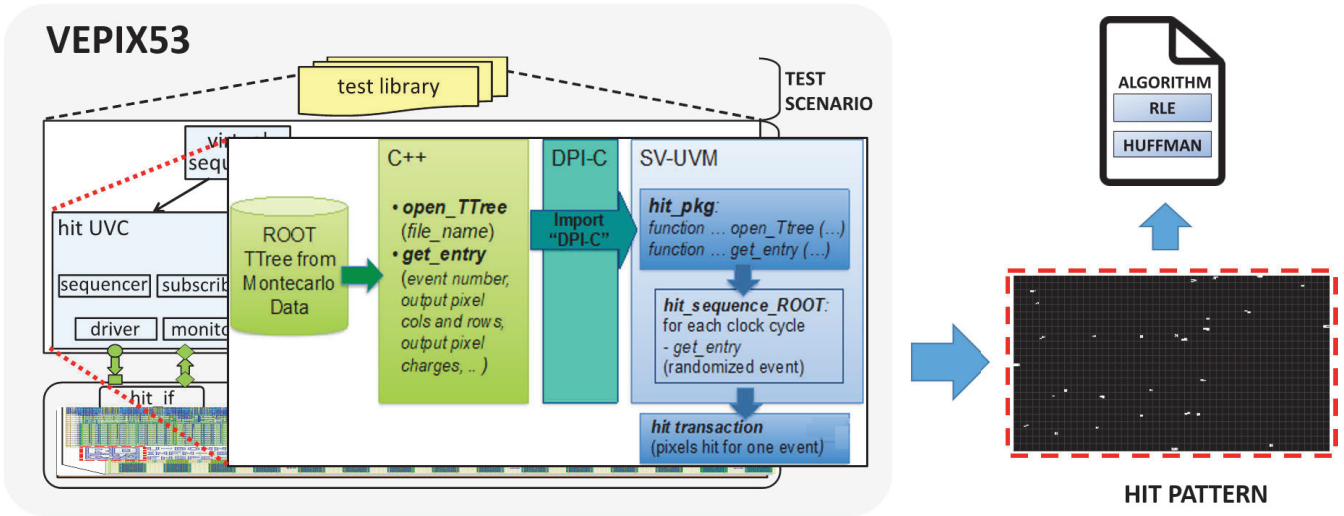 VEPIX53
test library
TEST
SCENARIO
hit UVC
sequencer
driver
hit_if
ROOT
TTree from
Montecarlo
Data
C++
• open_TTree
(file_name)
• get_entry
(event number,
output pixel
cols and rows,
output pixel
charges, .. )
DPI-C
Import
“DPI-C”
SV-UVM
hit_pkg:
function ... open_Ttree (...)
function ... get_entry (...)
hit_sequence_ROOT:
for each clock cycle
- get_entry
(randomized event)
hit transaction
(pixels hit for one event)
ALGORITHM
RLE
HUFFMAN
HIT PATTERN